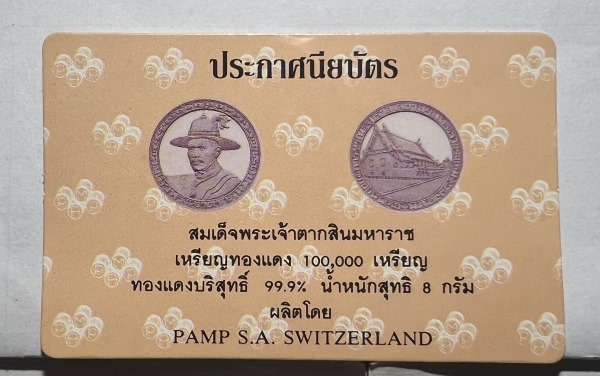 ประกาศนียบัตร
สมเด็จพระเจ้าตากสินมหาราช
เหรียญทองแดง 100,000 เหรียญ
ทองแดงบริสุทธิ์ 99.9% น้ำหนักสุทธิ 8 กรัม
ผลิตโดย
PAMP S.A. SWITZERLAND